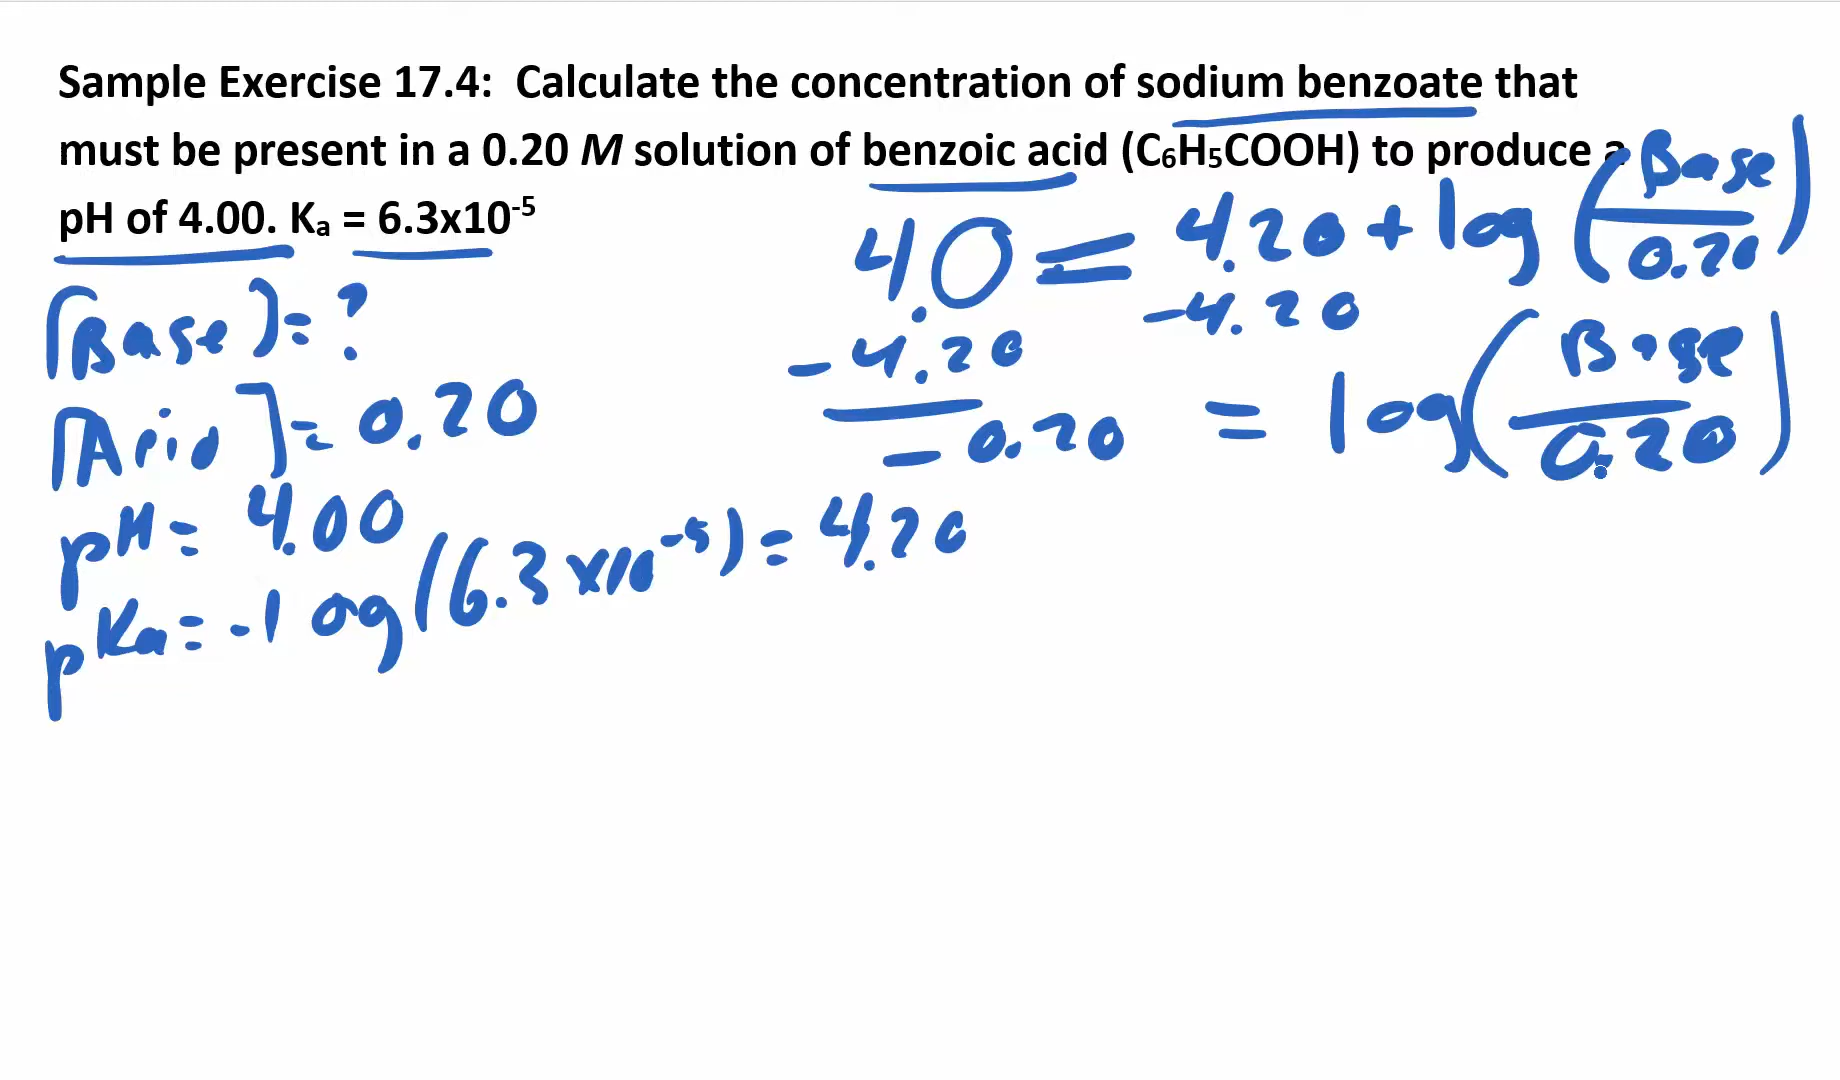 Sample Exercise 17.4: Calculate the concentration of sodium benzoate that
must be present in a 0.20 M solution of benzoic acid (C₆H₅COOH) to produce a
pH of 4.00. Kₐ = 6.3x10⁻⁵
[Base] = ?
[Acid] = 0.20
pH = 4.00
pKa = -log(6.3x10⁻⁵) = 4.20
4.0 = 4.20 + log(Base/0.20)
-4.20 -4.20
-0.20 = log(Base/0.20)